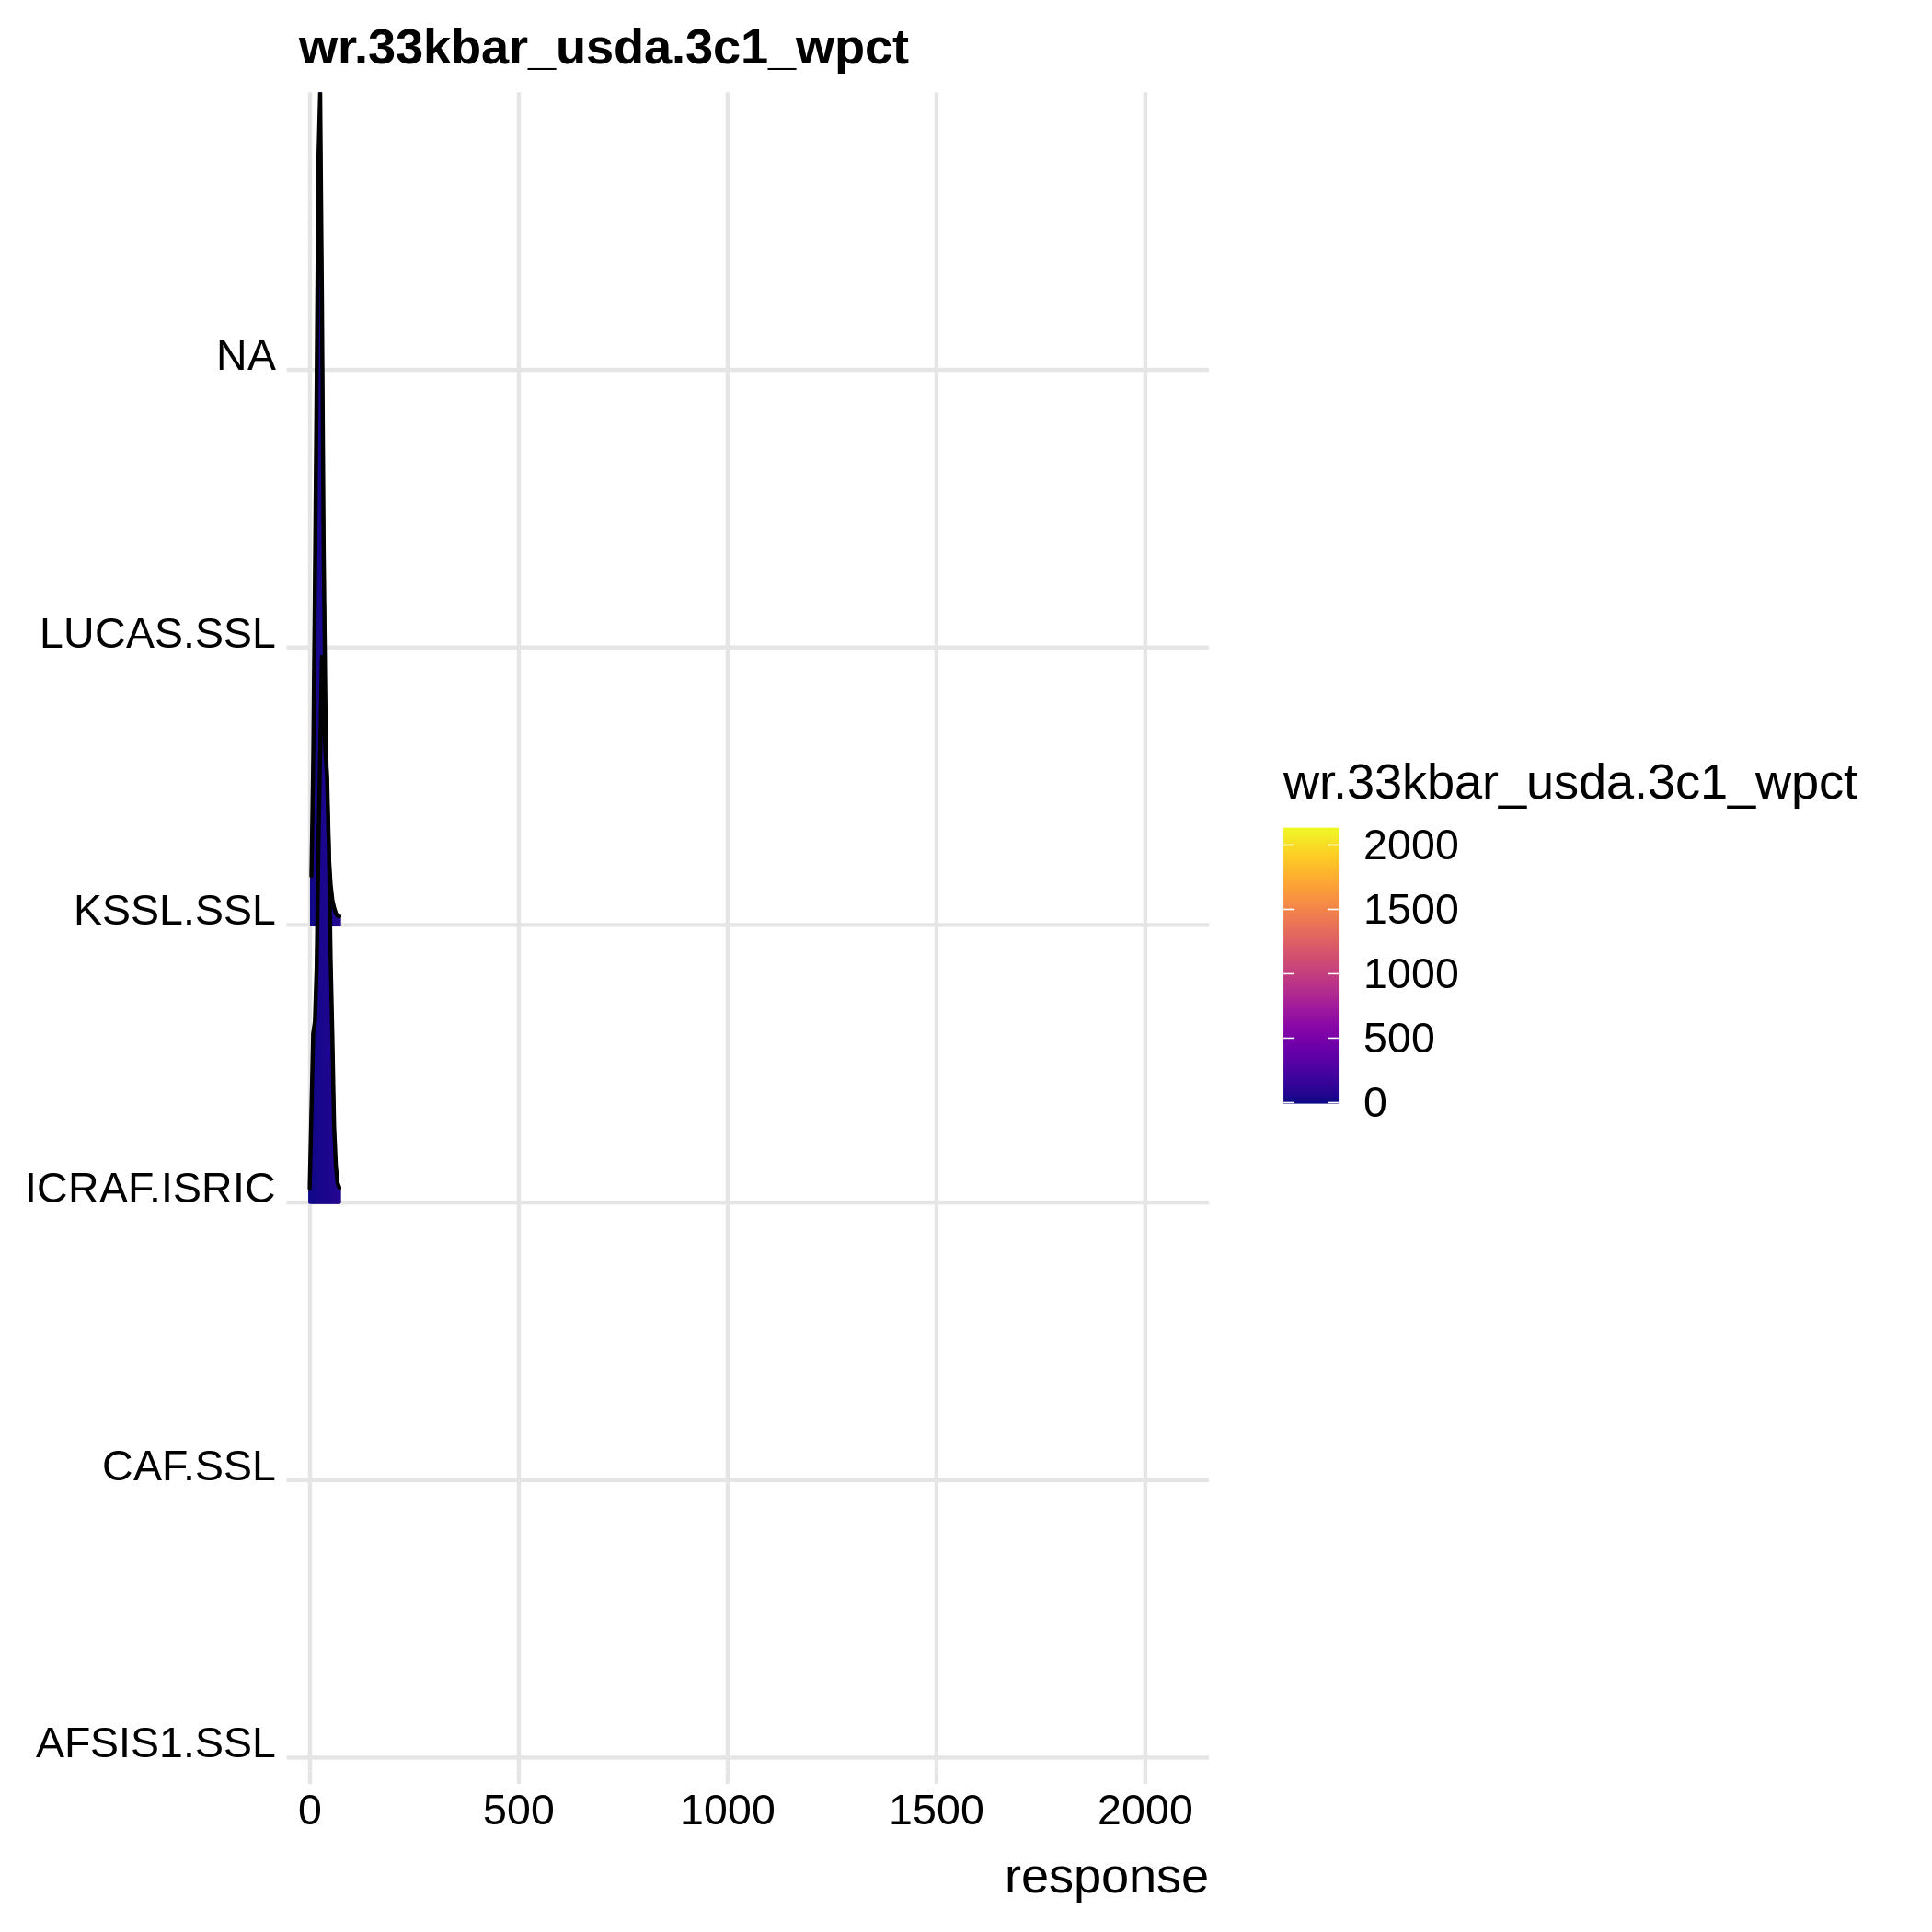 wr.33kbar_usda.3c1_wpct
NA
LUCAS.SSL
KSSL.SSL
ICRAF.ISRIC
CAF.SSL
AFSIS1.SSL
0 500 1000 1500 2000
response
wr.33kbar_usda.3c1_wpct
2000
1500
1000
500
0